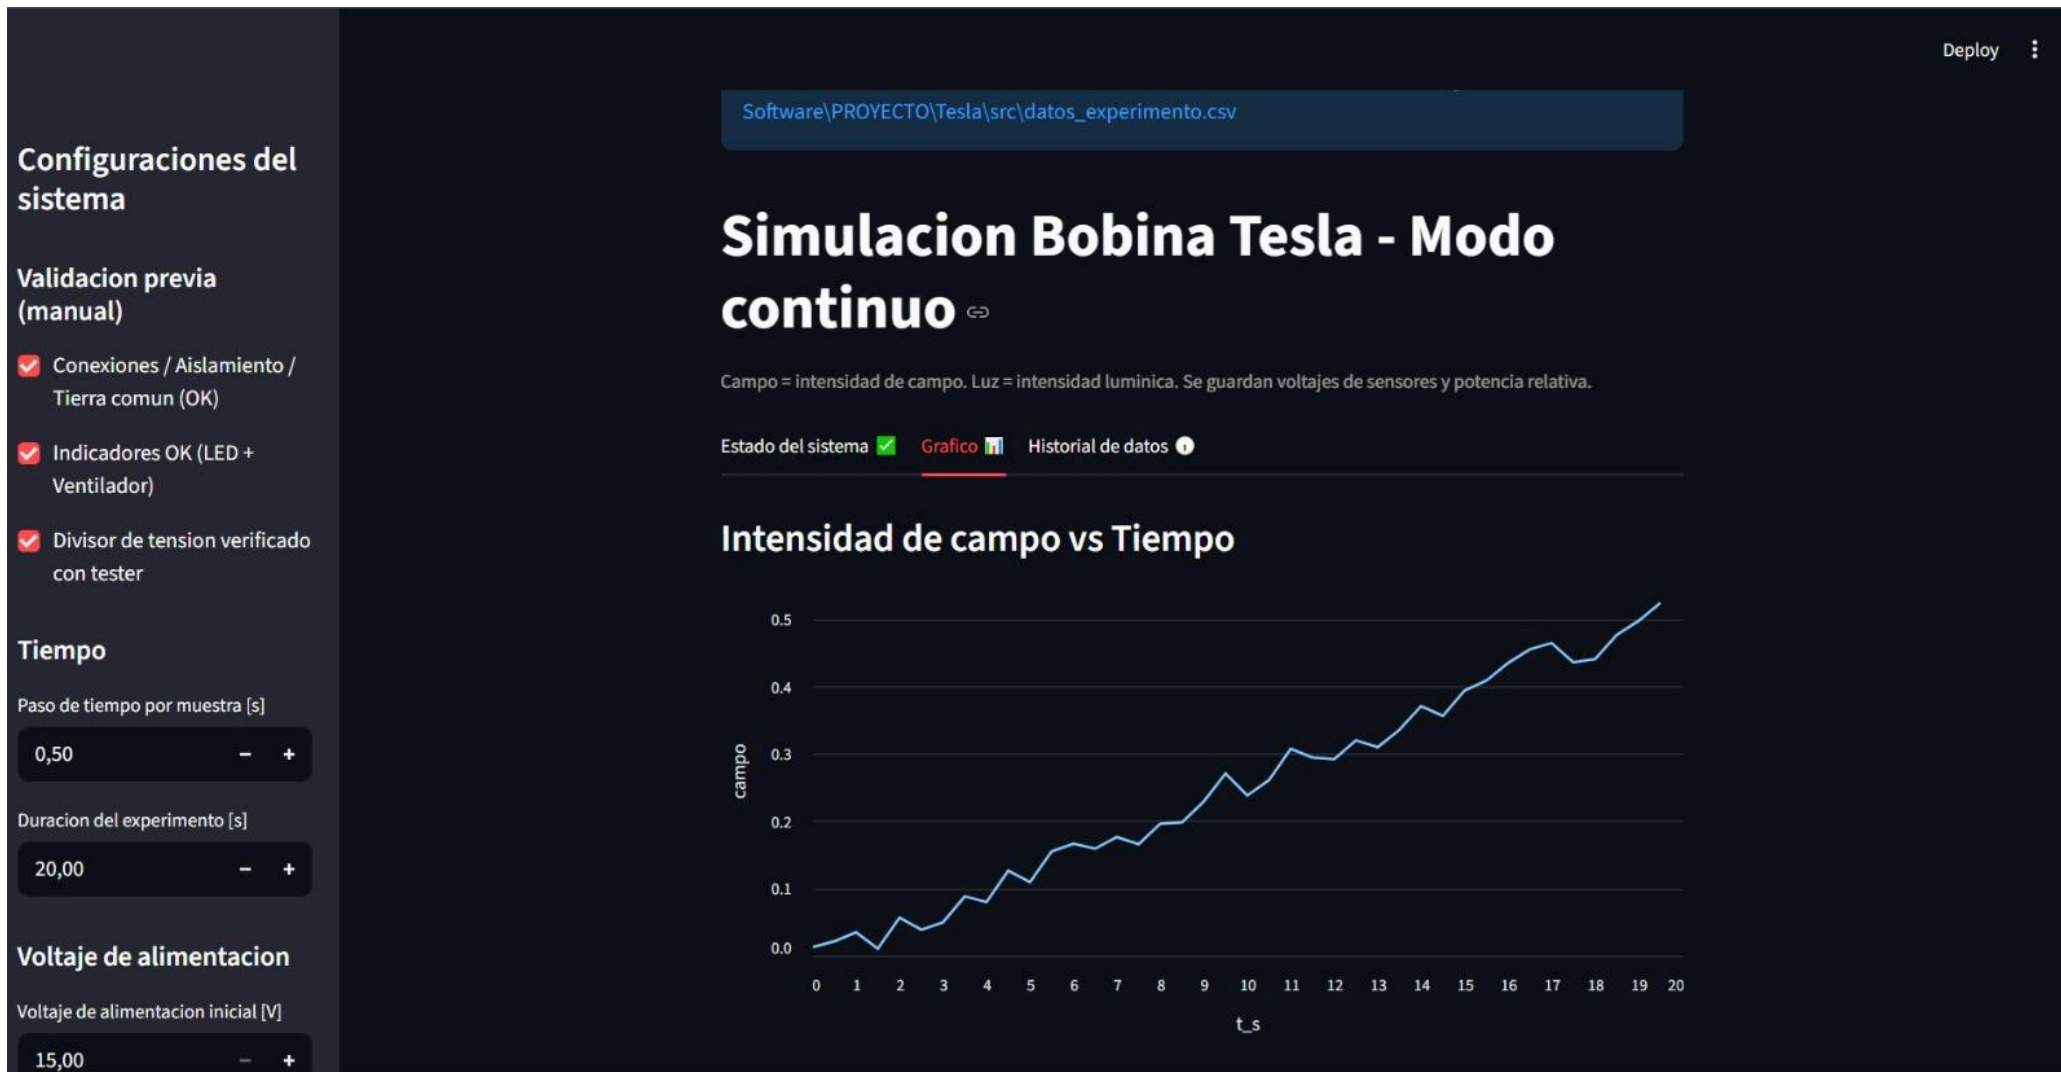 Deploy
Configuraciones del
sistema
Validacion previa
(manual)
Conexiones / Aislamiento /
Tierra comun (OK)
Indicadores OK (LED +
Ventilador)
Divisor de tension verificado
con tester
Tiempo
Paso de tiempo por muestra [s]
0,50
Duracion del experimento [s]
20,00
Voltaje de alimentacion
Voltaje de alimentacion inicial [V]
15,00
Software\PROYECTO\Tesla\src\datos_experimento.csv
Simulacion Bobina Tesla - Modo
continuo
Campo = intensidad de campo. Luz = intensidad luminica. Se guardan voltajes de sensores y potencia relativa.
Estado del sistema Grafico Historial de datos
Intensidad de campo vs Tiempo
0.5
0.4
0.3
0.2
0.1
0.0
campo
0 1 2 3 4 5 6 7 8 9 10 11 12 13 14 15 16 17 18 19 20
t_s